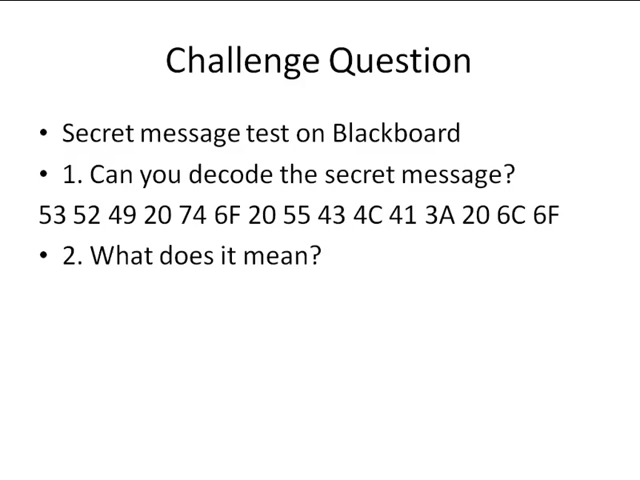 Challenge Question
• Secret message test on Blackboard
• 1. Can you decode the secret message?
53 52 49 20 74 6F 20 55 43 4C 41 3A 20 6C 6F
• 2. What does it mean?